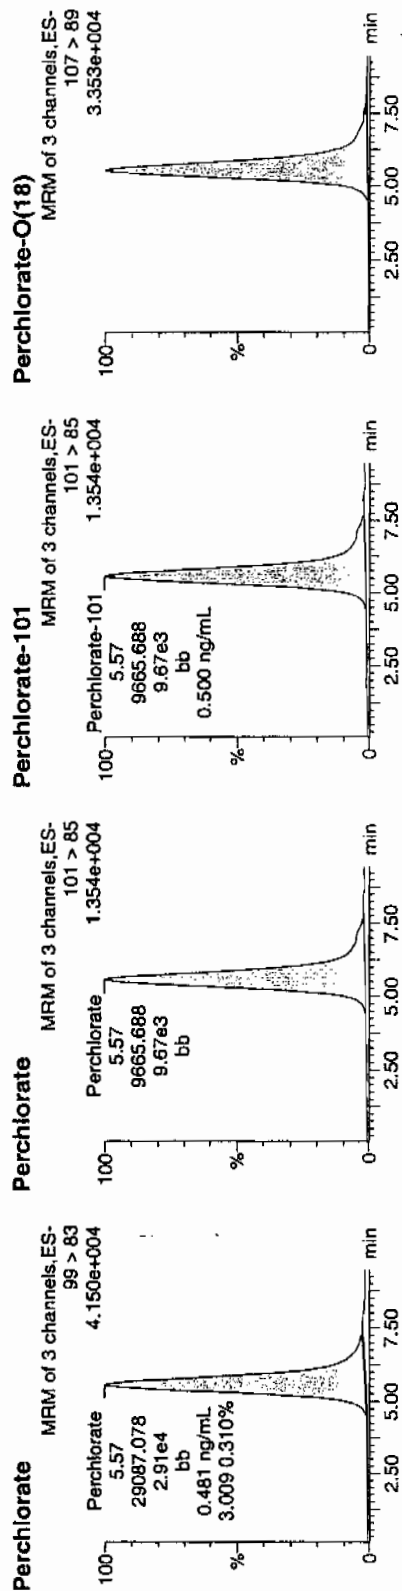 Perchlorate
MRM of 3 channels,ES-
99 > 83
4.150e+004
100
Perchlorate
5.57
29087.078
2.91e4
bb
0.481 ng/mL
3.009 0.310%
%
0
2.50
5.00
7.50
min
Perchlorate
MRM of 3 channels,ES-
101 > 85
1.354e+004
100
Perchlorate
5.57
9665.688
9.67e3
bb
%
0
2.50
5.00
7.50
min
Perchlorate-101
MRM of 3 channels,ES-
101 > 85
1.354e+004
100
Perchlorate-101
5.57
9665.688
9.67e3
bb
0.500 ng/mL
%
0
2.50
5.00
7.50
min
Perchlorate-O(18)
MRM of 3 channels,ES-
107 > 89
3.353e+004
100
%
0
2.50
5.00
7.50
min